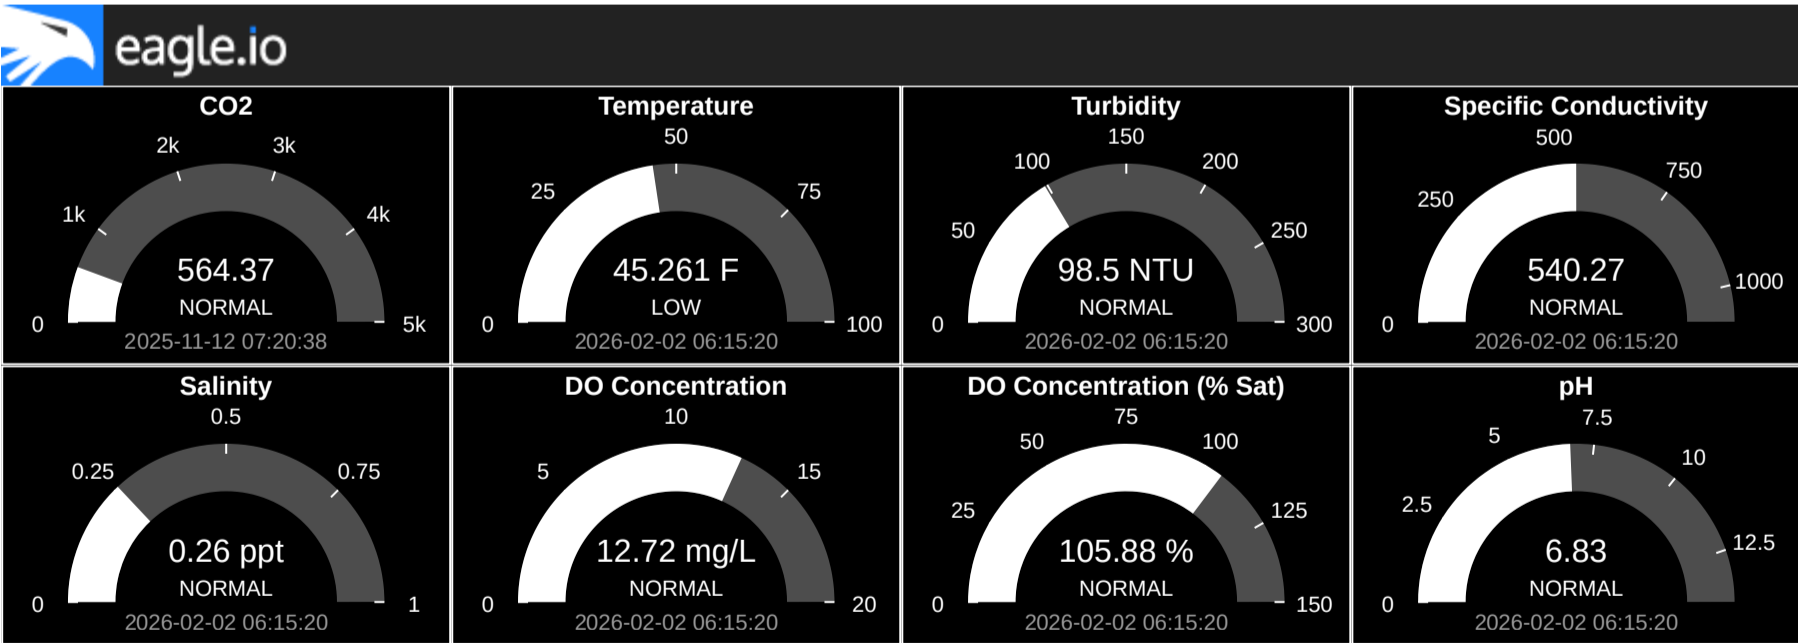 eagle.io
CO2
2k 3k
1k 4k
564.37
NORMAL
0 5k
2025-11-12 07:20:38
Temperature
50
25 75
45.261 F
LOW
0 100
2026-02-02 06:15:20
Turbidity
150
100 200
50 250
98.5 NTU
NORMAL
0 300
2026-02-02 06:15:20
Specific Conductivity
500
750
250
540.27
1000
NORMAL
0
2026-02-02 06:15:20
Salinity
0.5
0.25 0.75
0.26 ppt
NORMAL
0 1
2026-02-02 06:15:20
DO Concentration
10
5 15
12.72 mg/L
NORMAL
0 20
2026-02-02 06:15:20
DO Concentration (% Sat)
75
50 100
25 125
105.88 %
NORMAL
0 150
2026-02-02 06:15:20
pH
7.5
5
10
2.5
12.5
6.83
NORMAL
0
2026-02-02 06:15:20